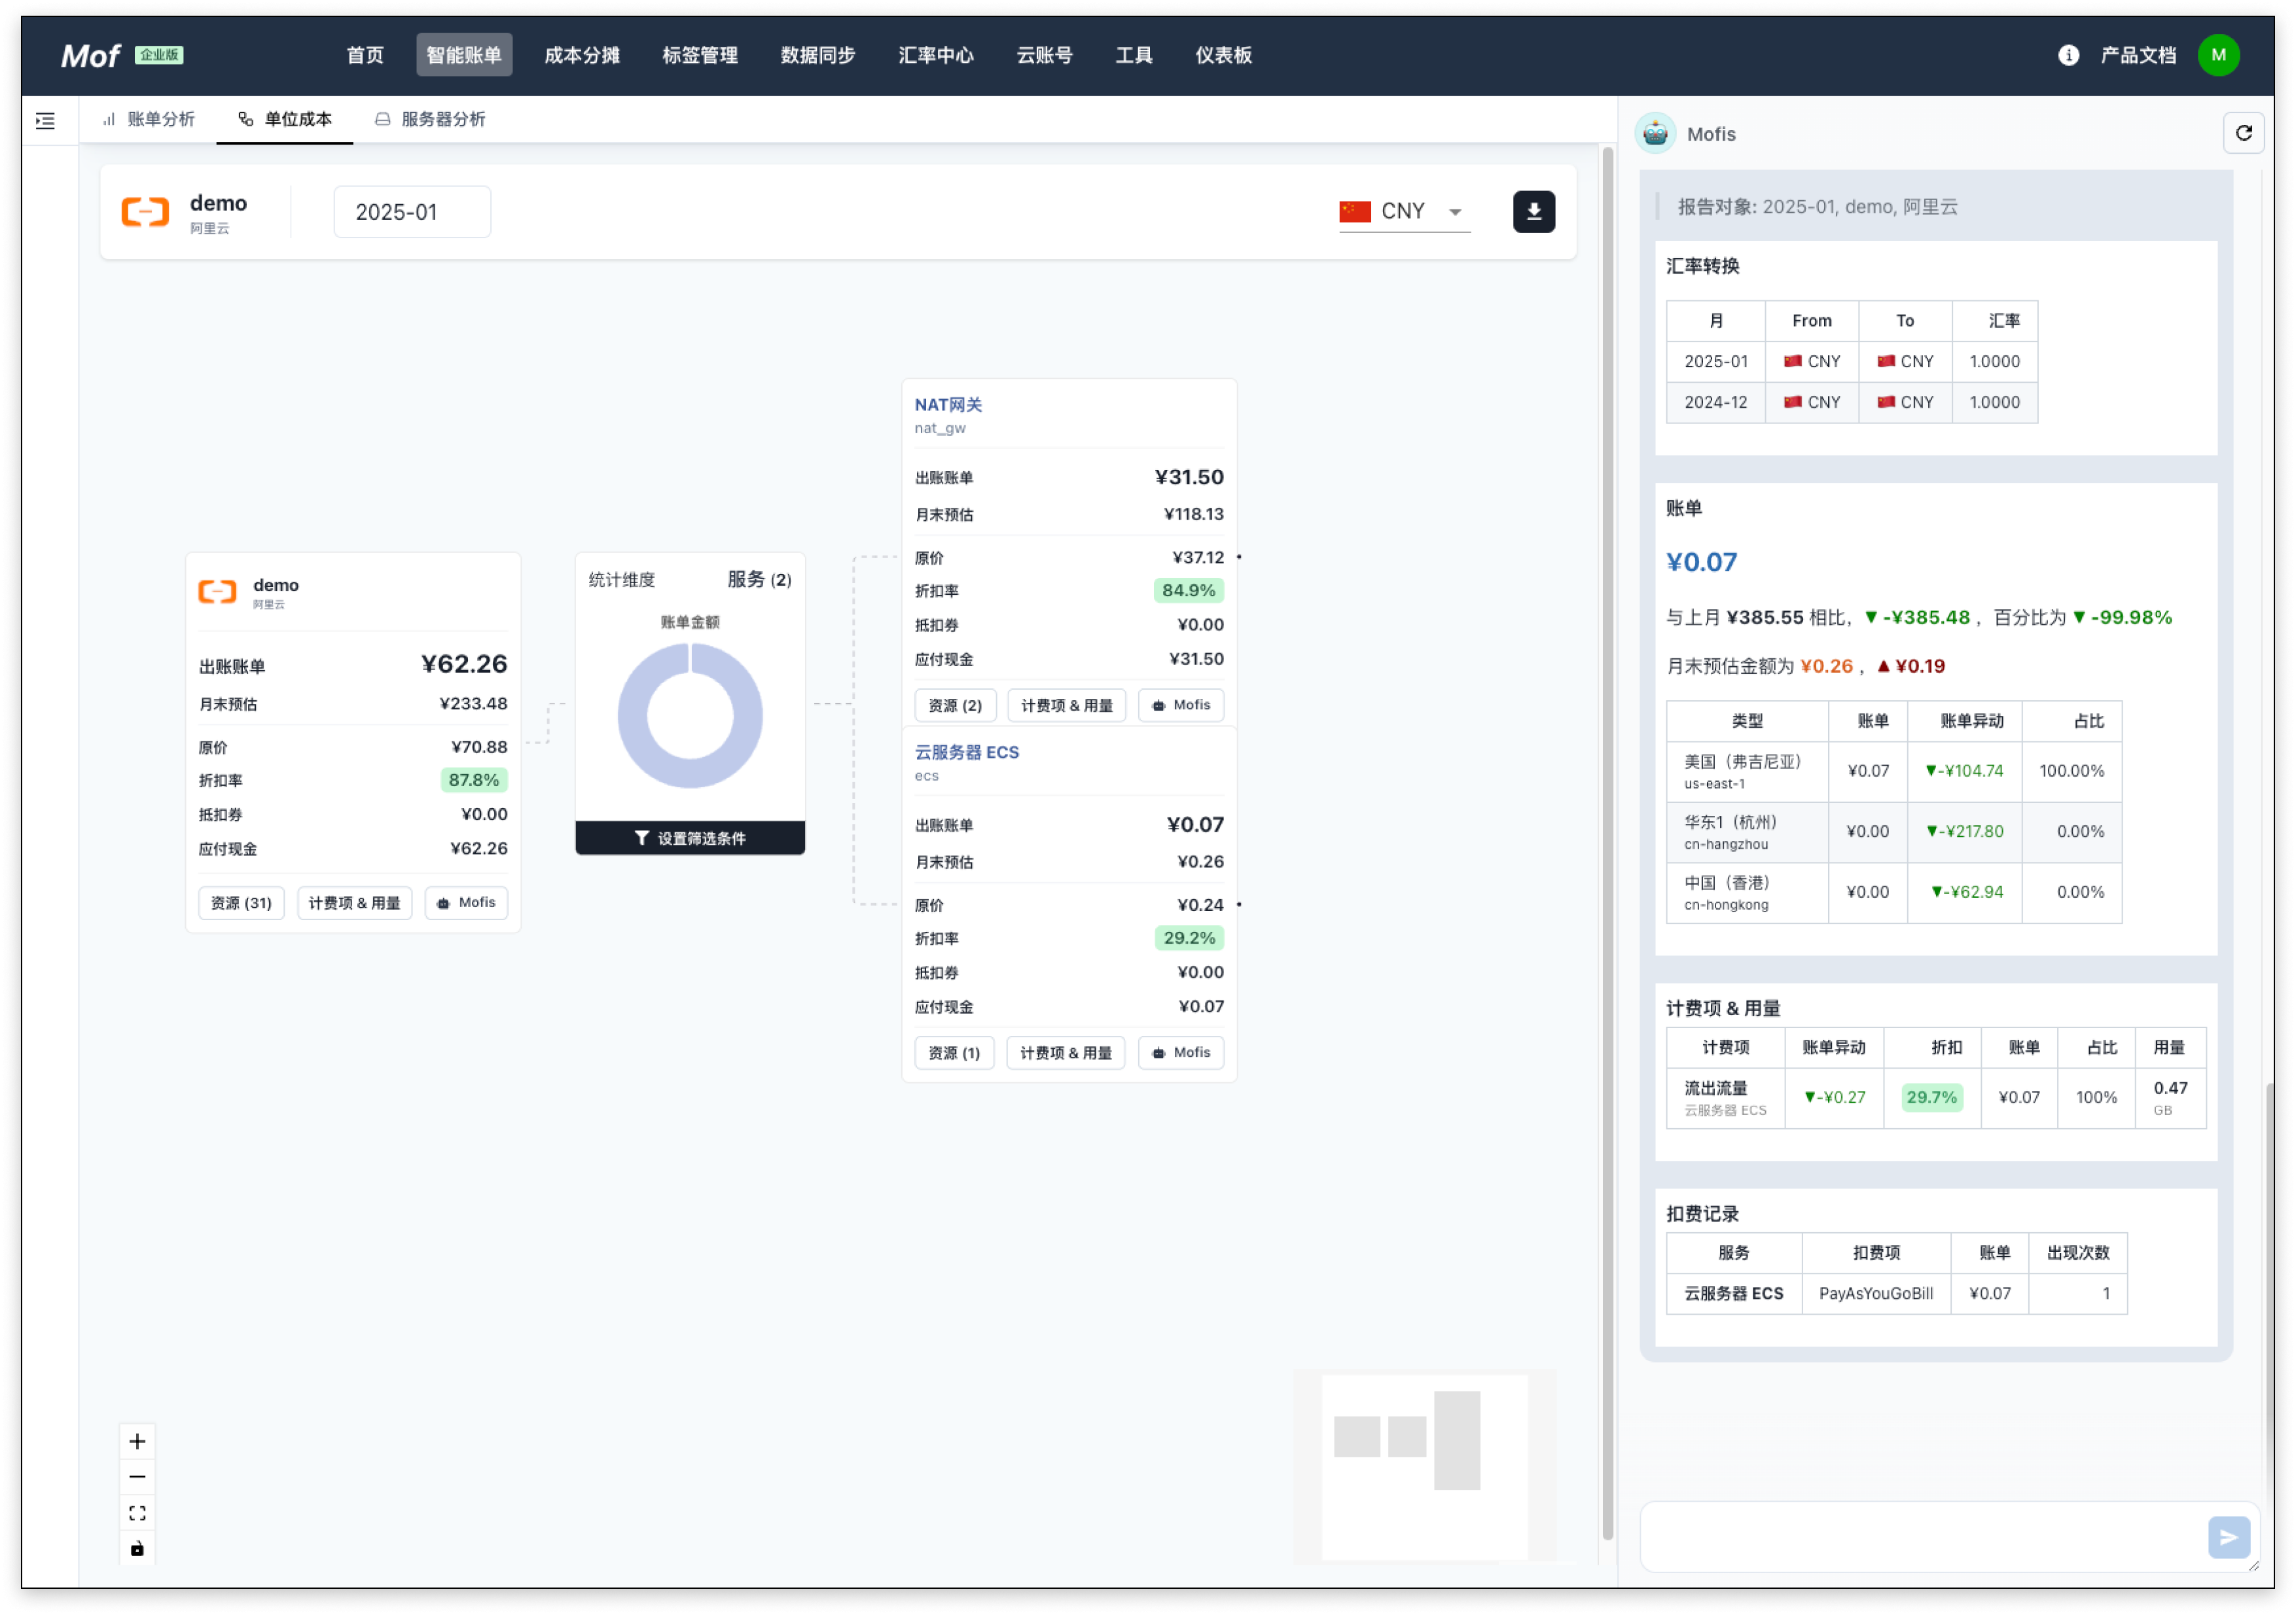 Mof 企业版 首页 智能账单 成本分摊 标签管理 数据同步 汇率中心 云账号 工具 仪表板 产品文档 M
账单分析 单位成本 服务器分析
demo
阿里云
2025-01
CNY
demo
阿里云
出账账单 ¥62.26
月末预估 ¥233.48
原价 ¥70.88
折扣率 87.8%
抵扣券 ¥0.00
应付现金 ¥62.26
资源 (31) 计费项 & 用量 Mofis
统计维度 服务 (2)
账单金额
设置筛选条件
NAT网关
nat_gw
出账账单 ¥31.50
月末预估 ¥118.13
原价 ¥37.12
折扣率 84.9%
抵扣券 ¥0.00
应付现金 ¥31.50
资源 (2) 计费项 & 用量 Mofis
云服务器 ECS
ecs
出账账单 ¥0.07
月末预估 ¥0.26
原价 ¥0.24
折扣率 29.2%
抵扣券 ¥0.00
应付现金 ¥0.07
资源 (1) 计费项 & 用量 Mofis
Mofis
报告对象: 2025-01, demo, 阿里云
汇率转换
月 From To 汇率
2025-01 CNY CNY 1.0000
2024-12 CNY CNY 1.0000
账单
¥0.07
与上月 ¥385.55 相比, ▼ -¥385.48 , 百分比为 ▼ -99.98%
月末预估金额为 ¥0.26 , ▲ ¥0.19
类型 账单 账单异动 占比
美国（弗吉尼亚） ¥0.07 ▼-¥104.74 100.00%
us-east-1
华东1（杭州） ¥0.00 ▼-¥217.80 0.00%
cn-hangzhou
中国（香港） ¥0.00 ▼-¥62.94 0.00%
cn-hongkong
计费项 & 用量
计费项 账单异动 折扣 账单 占比 用量
流出流量 ▼-¥0.27 29.7% ¥0.07 100% 0.47
云服务器 ECS GB
扣费记录
服务 扣费项 账单 出现次数
云服务器 ECS PayAsYouGoBill ¥0.07 1